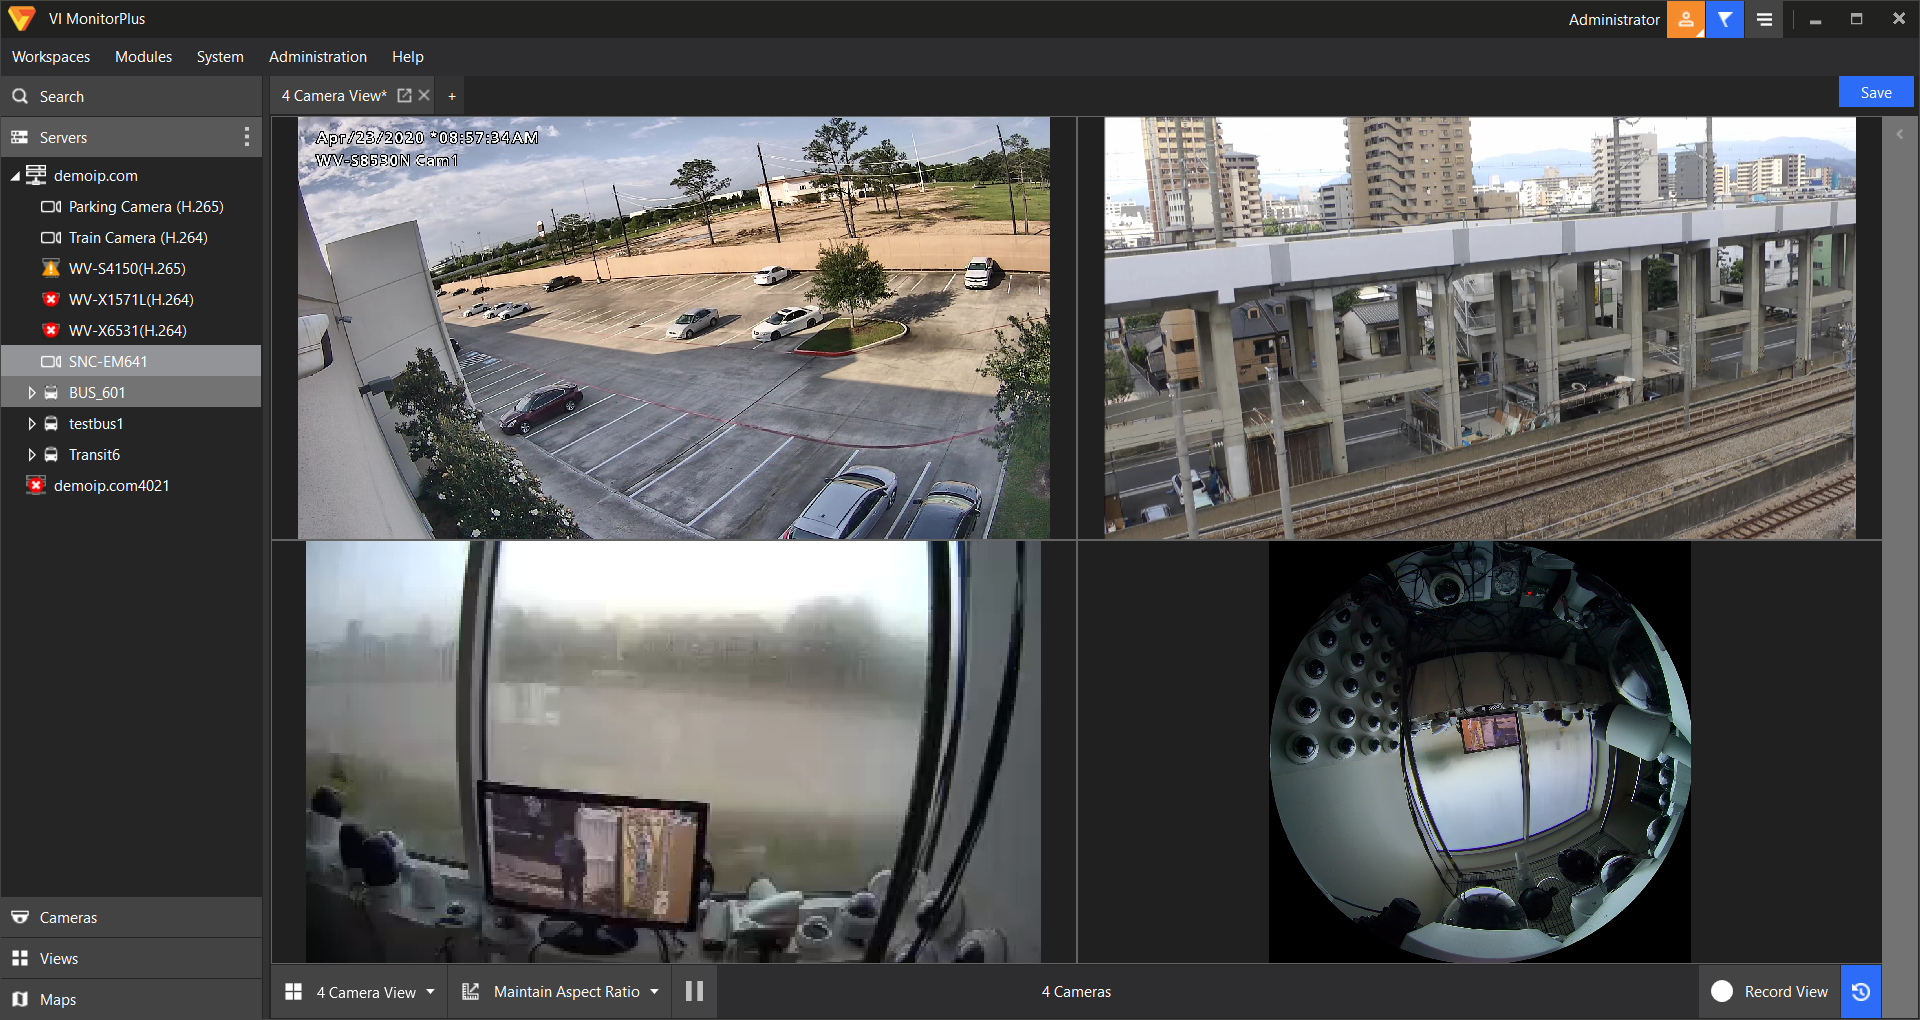 VI MonitorPlus
Administrator
Workspaces Modules System Administration Help
Search
4 Camera View*
+
Save
Servers
demoip.com
Parking Camera (H.265)
Train Camera (H.264)
WV-S4150(H.265)
WV-X1571L(H.264)
WV-X6531(H.264)
SNC-EM641
BUS_601
testbus1
Transit6
demoip.com4021
Apr/23/2020 *08:57:34AM
WV-S8530N Cam1
Cameras
Views
Maps
4 Camera View
Maintain Aspect Ratio
4 Cameras
Record View